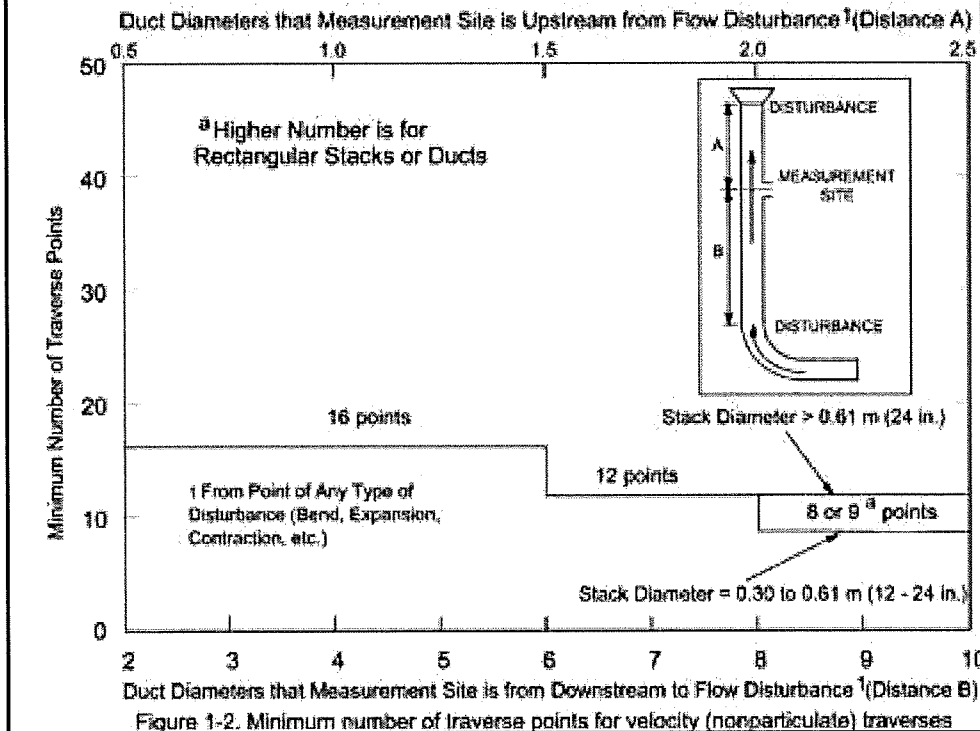 Duct Diameters that Measurement Site is Upstream from Flow Disturbance 1 (Distance A)
0.5 1.0 1.5 2.0 2.5
50
40
30
20
10
0
Minimum Number of Traverse Points
a Higher Number is for
Rectangular Stacks or Ducts
DISTURBANCE
A
MEASUREMENT
SITE
B
DISTURBANCE
16 points
Stack Diameter > 0.61 m (24 in.)
12 points
1 From Point of Any Type of
Disturbance (Bend, Expansion,
Contraction, etc.)
8 or 9 a points
Stack Diameter = 0.30 to 0.61 m (12 - 24 in.)
2 3 4 5 6 7 8 9 10
Duct Diameters that Measurement Site is from Downstream to Flow Disturbance 1 (Distance B)
Figure 1-2. Minimum number of traverse points for velocity (nonparticulate) traverses